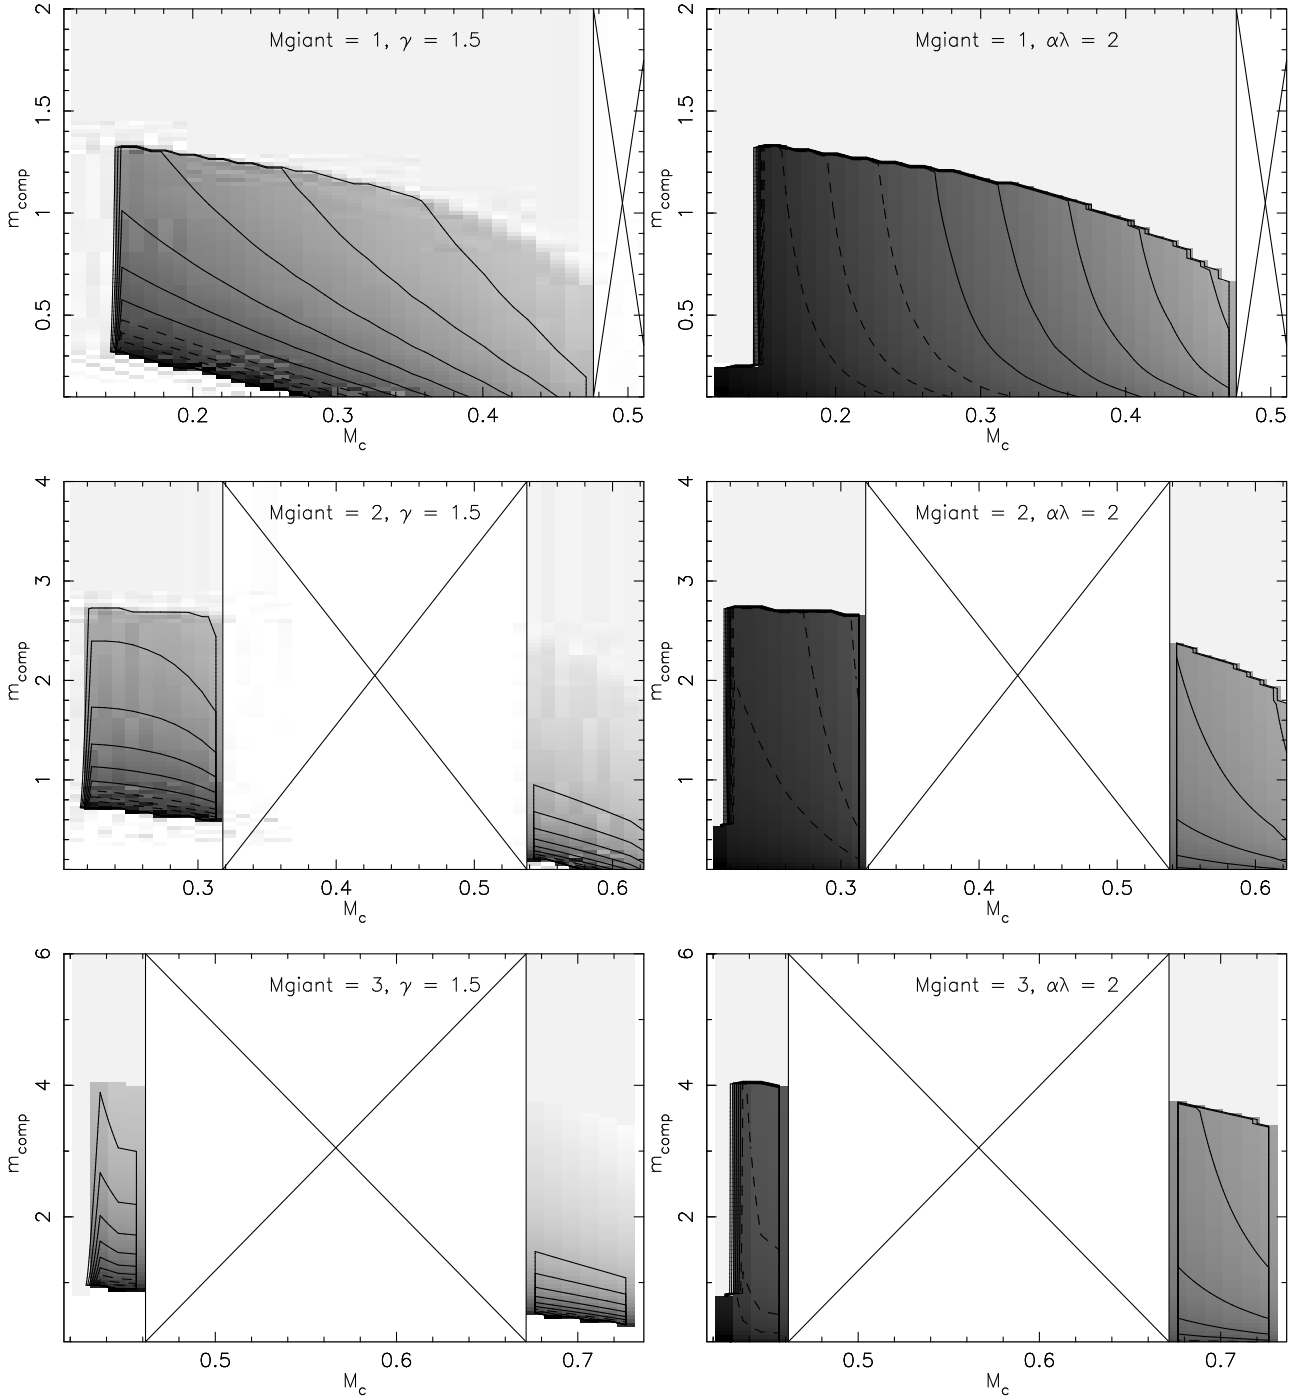 Mgiant = 1, γ = 1.5
2
1.5
1
0.5
m_comp
0.2 0.3 0.4 0.5
M_c
Mgiant = 1, αλ = 2
2
1.5
1
0.5
m_comp
0.2 0.3 0.4 0.5
M_c
Mgiant = 2, γ = 1.5
4
3
2
1
m_comp
0.3 0.4 0.5 0.6
M_c
Mgiant = 2, αλ = 2
4
3
2
1
m_comp
0.3 0.4 0.5 0.6
M_c
Mgiant = 3, γ = 1.5
6
4
2
m_comp
0.5 0.6 0.7
M_c
Mgiant = 3, αλ = 2
6
4
2
m_comp
0.5 0.6 0.7
M_c